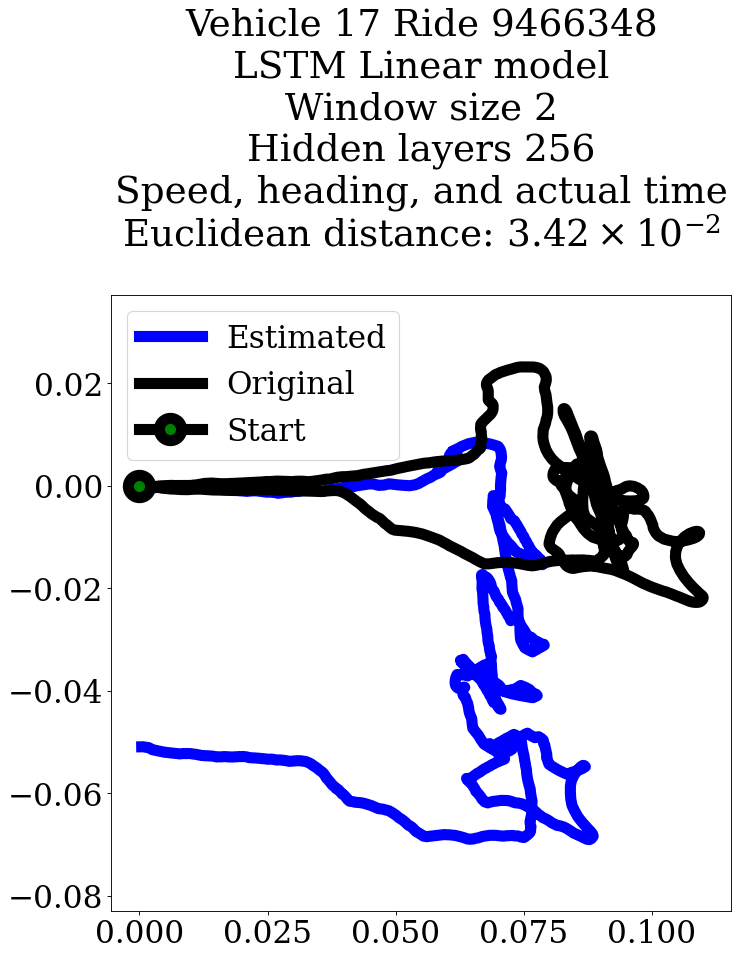 Vehicle 17 Ride 9466348
LSTM Linear model
Window size 2
Hidden layers 256
Speed, heading, and actual time
Euclidean distance: 3.42 × 10⁻²
Estimated
Original
Start
0.02
0.00
−0.02
−0.04
−0.06
−0.08
0.000 0.025 0.050 0.075 0.100